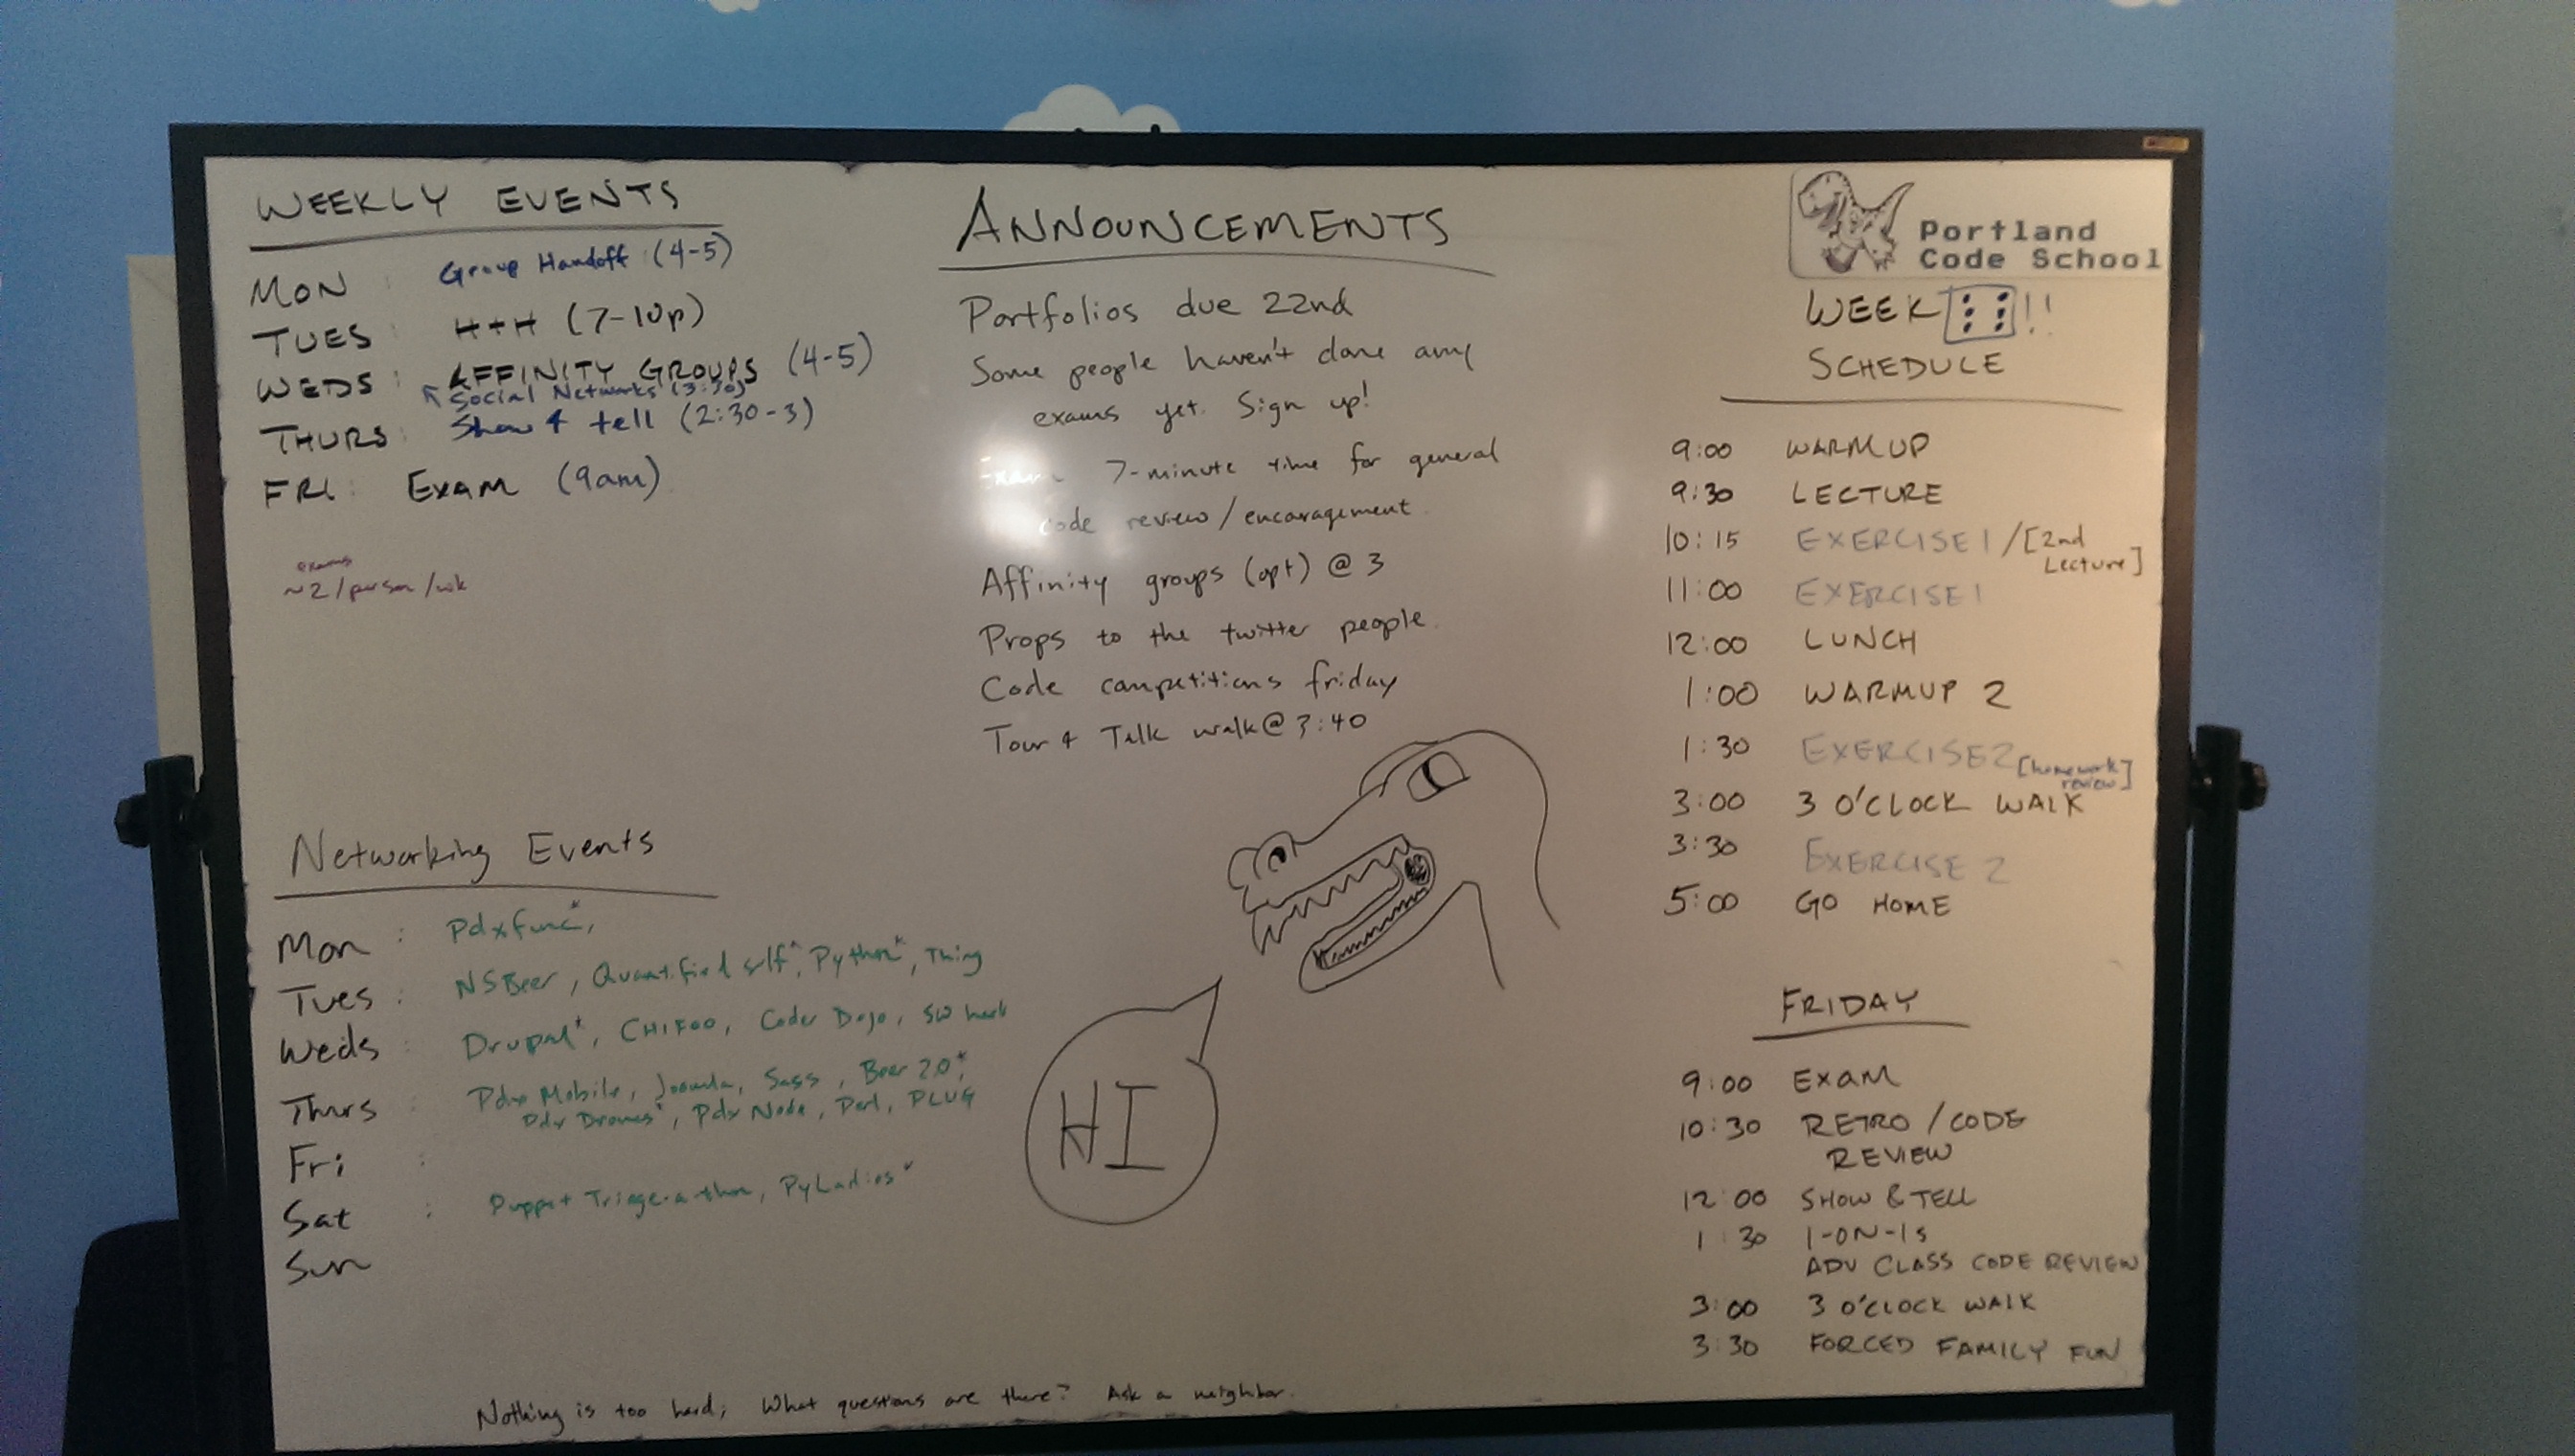 WEEKLY EVENTS
MON : Group Handoff (4-5)
TUES : H+H (7-10p)
WEDS : AFFINITY GROUPS (4-5)
Social Networks (3:30)
THURS : Show & tell (2:30-3)
FRI : EXAM (9am)
exams
~2/person/wk
Networking Events
Mon : Pdxfunc*,
Tues : NSBeer, Quantified self*, Python*, Thing
Weds : Drupal*, CHIFOO, Coder Dojo, SW
Thurs : Pdx Mobile, Joomla, Sass, Beer 2.0*,
Pdx Drones*, Pdx Node, Perl, PLUG
Fri :
Sat : Puppet Triage-a-thon, PyLadies*
Sun
ANNOUNCEMENTS
Portfolios due 22nd
Some people haven't done any
exams yet. Sign up!
Exam 7-minute time for general
code review/encouragement.
Affinity groups (opt) @ 3
Props to the twitter people.
Code competitions friday
Tour & Talk walk @ 3:40
HI
Portland
Code School
WEEK !!
SCHEDULE
9:00 WARMUP
9:30 LECTURE
10:15 EXERCISE 1 / [2nd
Lecture]
11:00 EXERCISE 1
12:00 LUNCH
1:00 WARMUP 2
1:30 EXERCISE 2 [homework
review]
3:00 3 O'CLOCK WALK
3:30 EXERCISE 2
5:00 GO HOME
FRIDAY
9:00 EXAM
10:30 RETRO / CODE
REVIEW
12:00 SHOW & TELL
1:30 1-ON-1s
ADV CLASS CODE REVIEW
3:00 3 O'CLOCK WALK
3:30 FORCED FAMILY FUN
Nothing is too hard; What questions are there? Ask a neighbor.